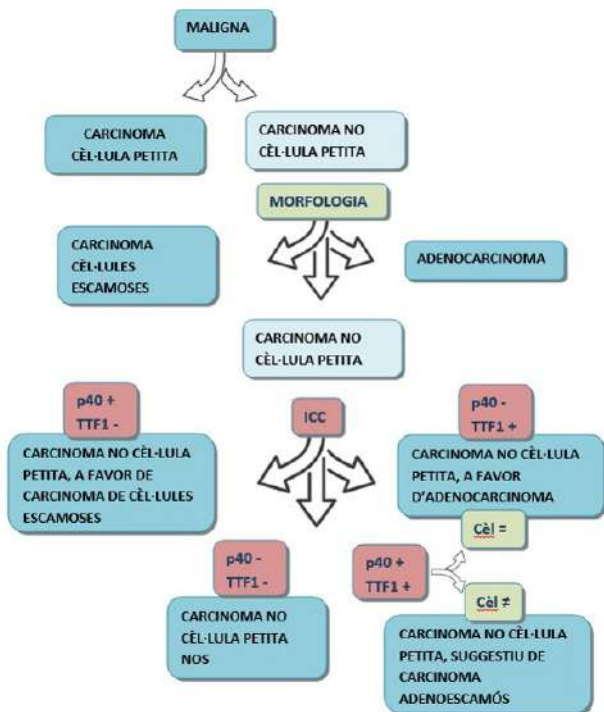 MALIGNA
CARCINOMA
CÈL·LULA PETITA
CARCINOMA NO
CÈL·LULA PETITA
MORFOLOGIA
CARCINOMA
CÈL·LULES
ESCAMOSES
ADENOCARCINOMA
CARCINOMA NO
CÈL·LULA PETITA
p40 +
TTF1 -
ICC
p40 -
TTF1 +
CARCINOMA NO CÈL·LULA
PETITA, A FAVOR DE
CARCINOMA DE CÈL·LULES
ESCAMOSES
CARCINOMA NO CÈL·LULA
PETITA, A FAVOR
D'ADENOCARCINOMA
Cèl =
p40 -
TTF1 -
p40 +
TTF1 +
Cèl ≠
CARCINOMA NO
CÈL·LULA PETITA
NOS
CARCINOMA NO CÈL·LULA
PETITA, SUGGESTIU DE
CARCINOMA
ADENOESCAMÓS